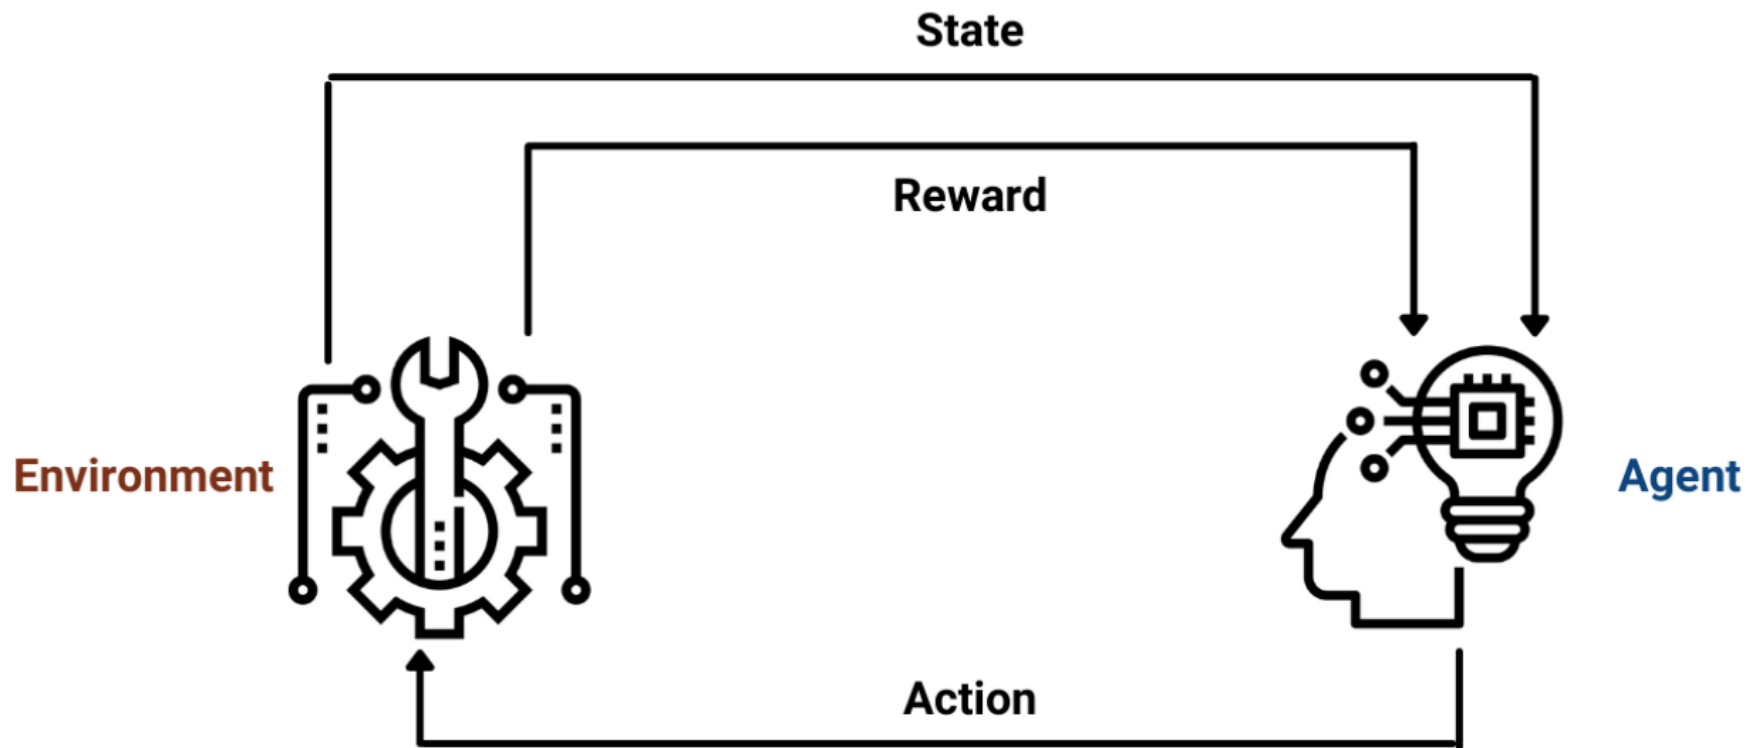 State
Reward
Environment
Agent
Action